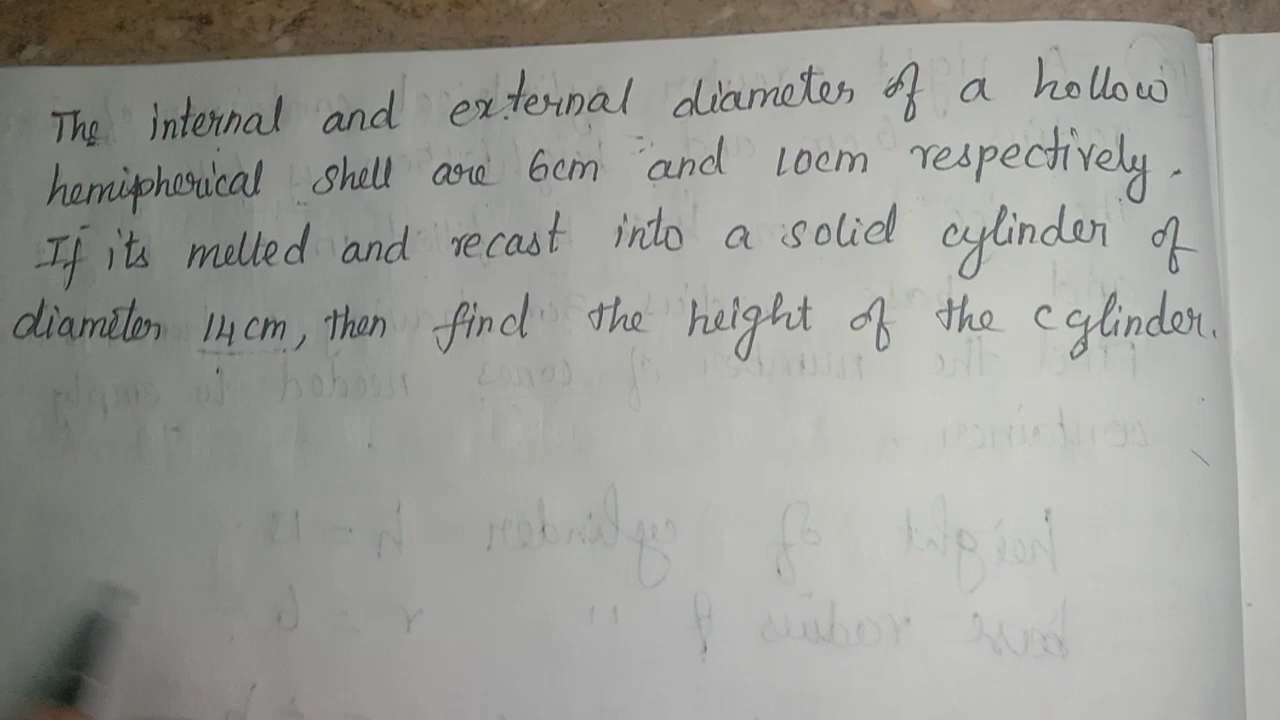 The internal and external diameter of a hollow
hemispherical shell are 6cm and 10cm respectively.
If its melted and recast into a solid cylinder of
diameter 14cm, then find the height of the cylinder.